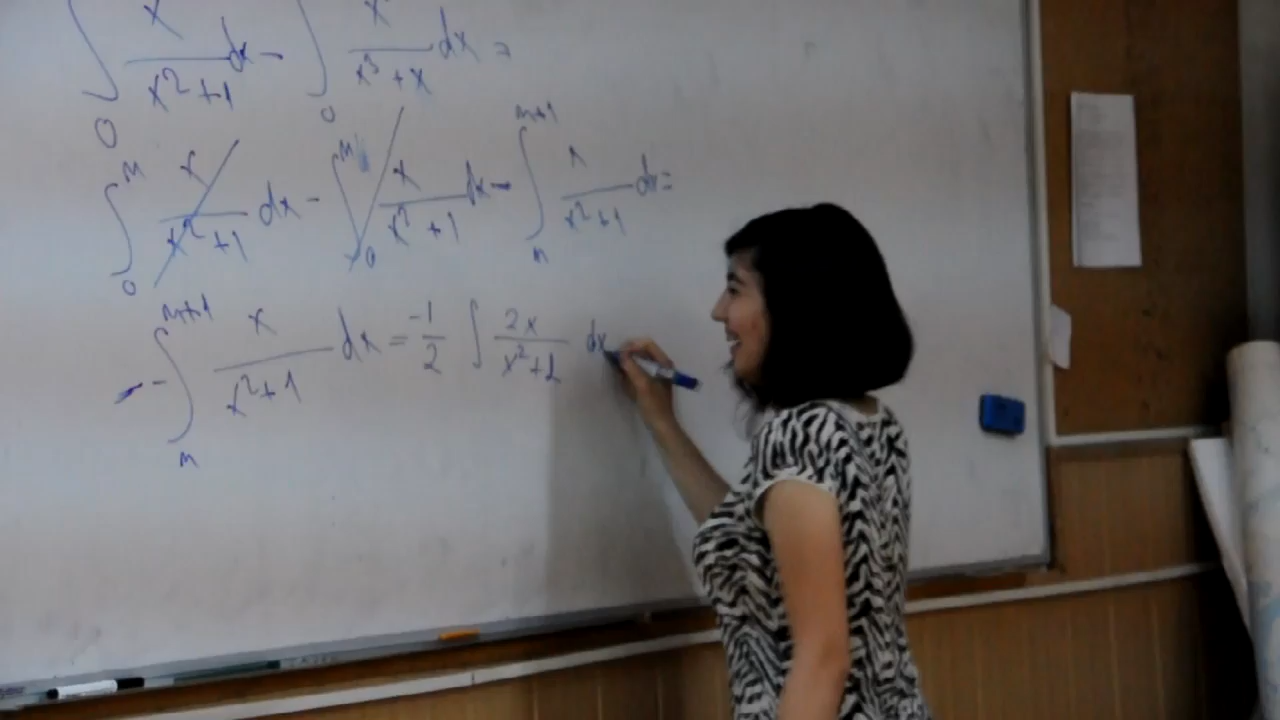 ∫₀ x/(x²+1) dx - ∫₀ x/(x³+x) dx =
∫₀ⁿ x/(x²+1) dx - ∫₀ⁿ x/(x²+1) dx - ∫ₙⁿ⁺¹ x/(x²+1) dx =
- ∫ₙⁿ⁺¹ x/(x²+1) dx = -1/2 ∫ 2x/(x²+1) dx